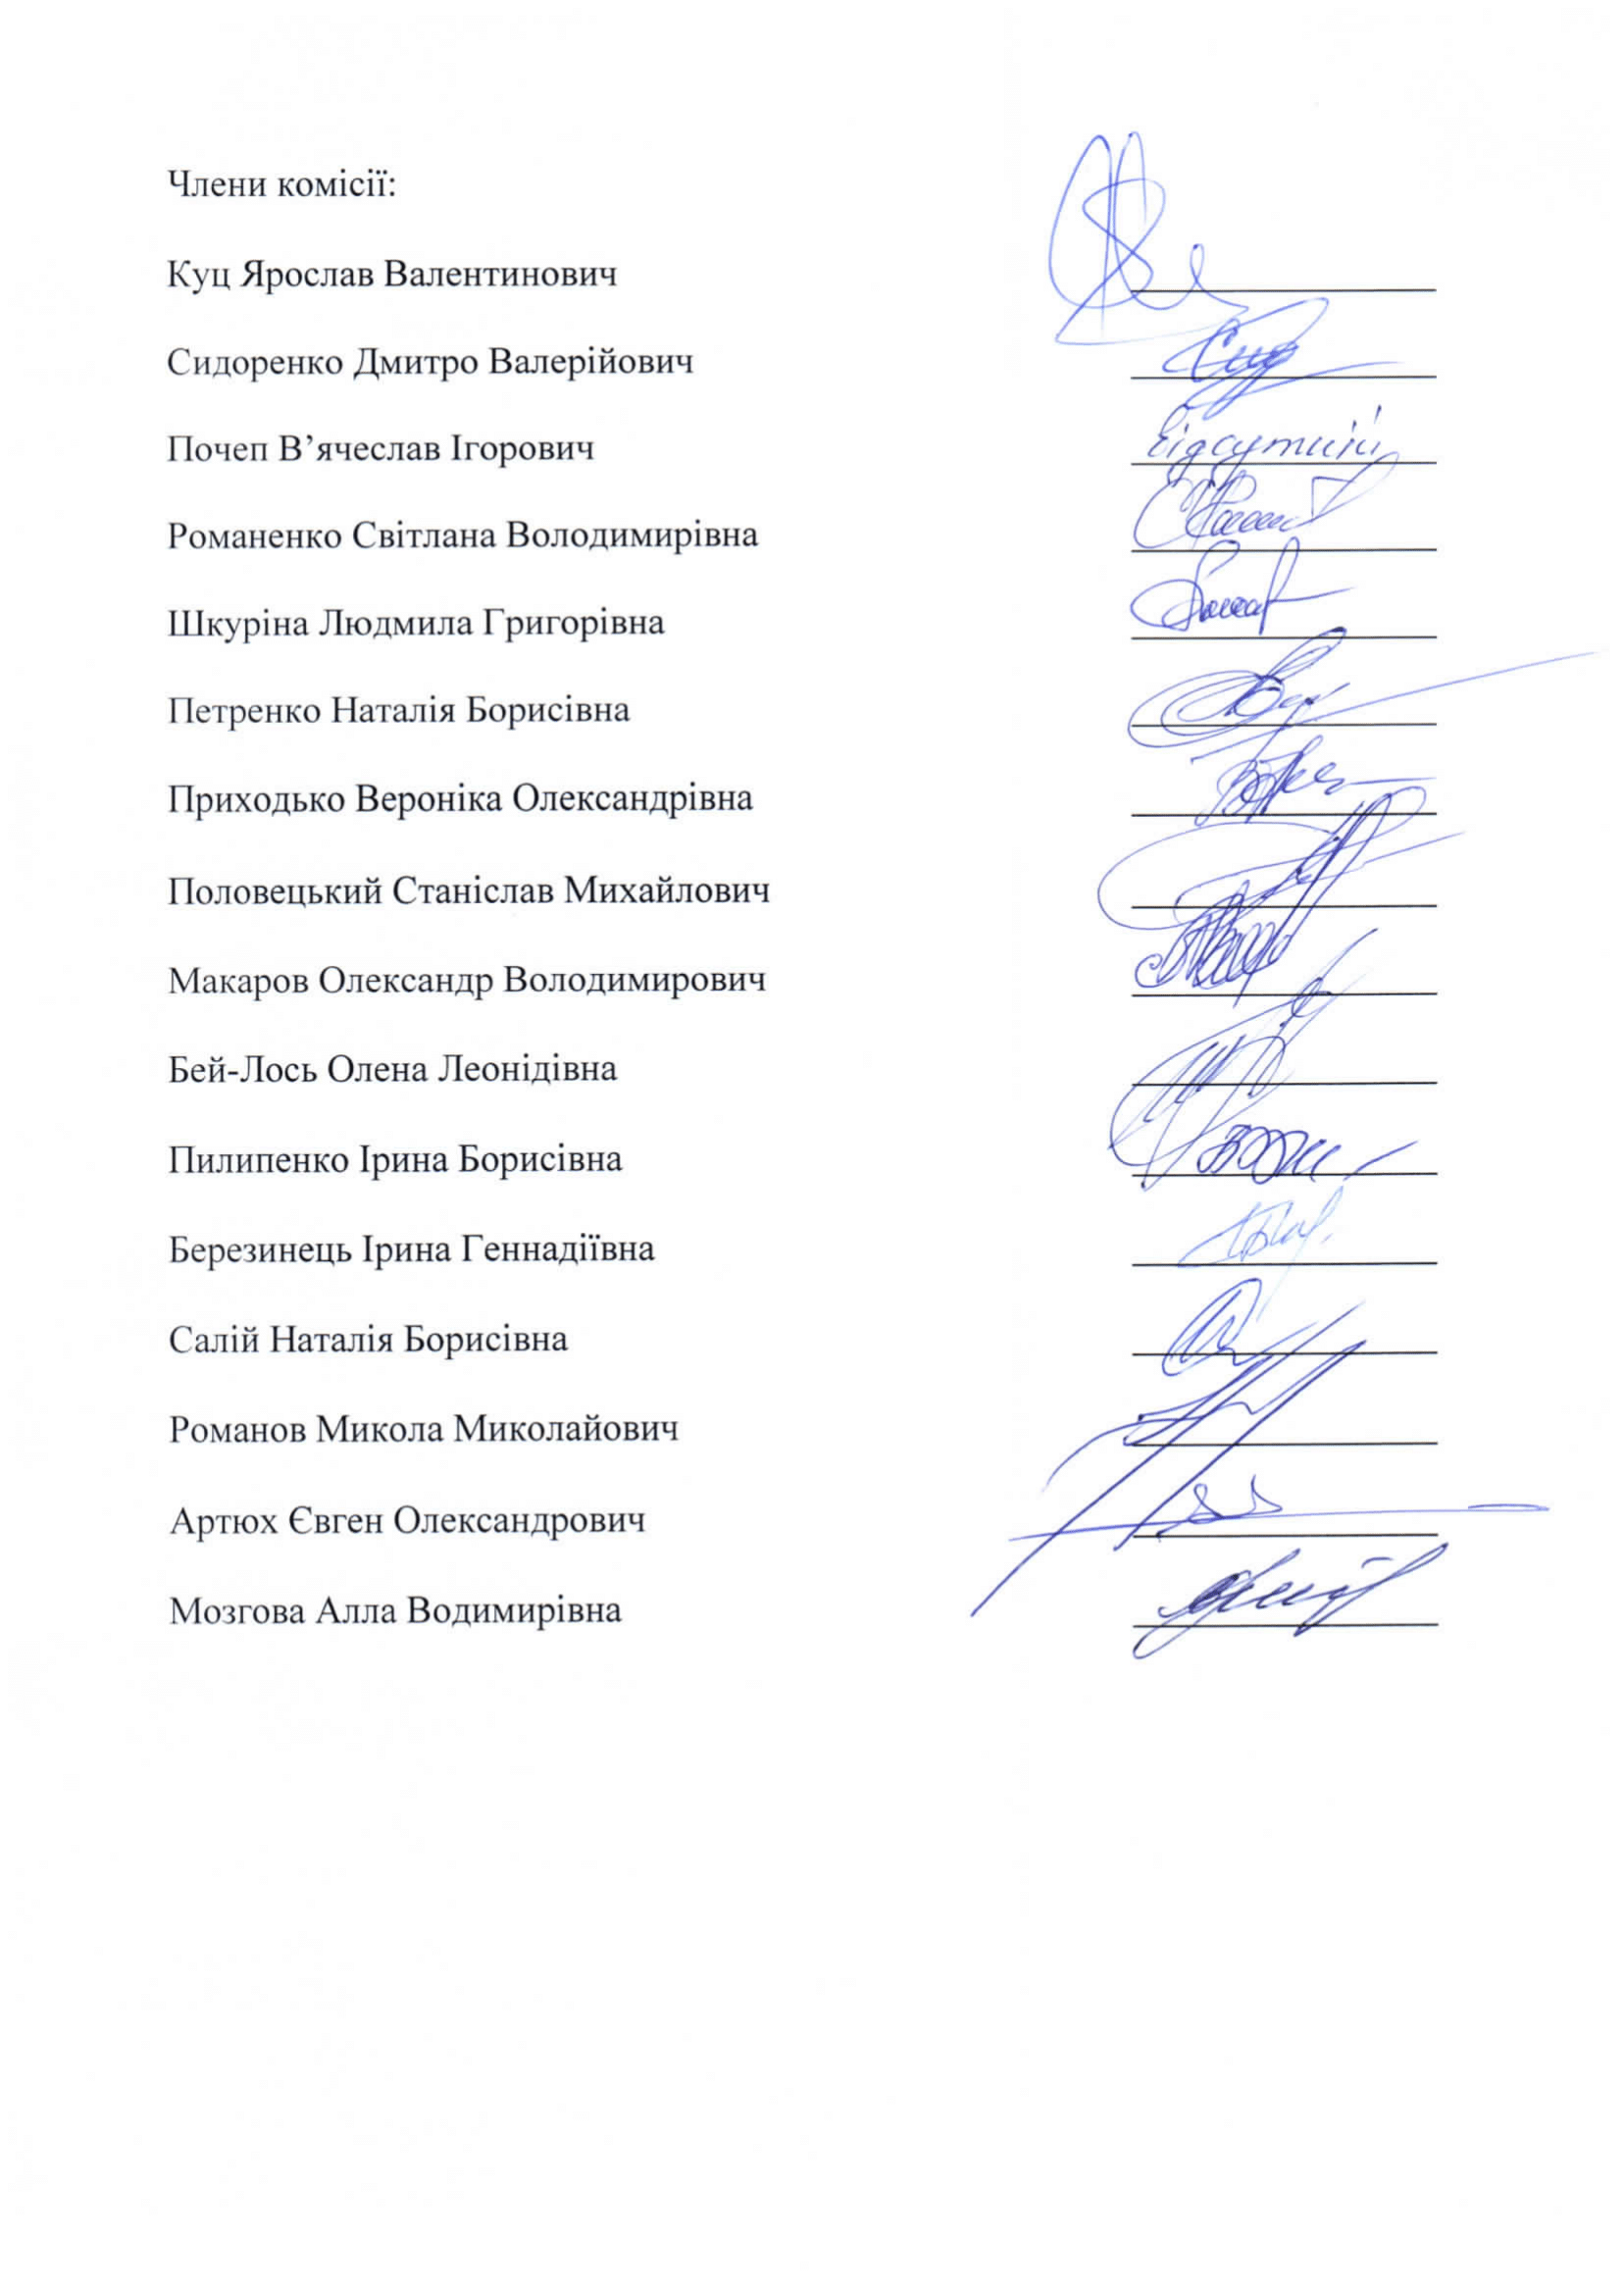 Члени комісії:
Куц Ярослав Валентинович
Сидоренко Дмитро Валерійович
Почеп В’ячеслав Ігорович відсутній
Романенко Світлана Володимирівна
Шкуріна Людмила Григорівна
Петренко Наталія Борисівна
Приходько Вероніка Олександрівна
Половецький Станіслав Михайлович
Макаров Олександр Володимирович
Бей-Лось Олена Леонідівна
Пилипенко Ірина Борисівна
Березинець Ірина Геннадіївна
Салій Наталія Борисівна
Романов Микола Миколайович
Артюх Євген Олександрович
Мозгова Алла Водимирівна